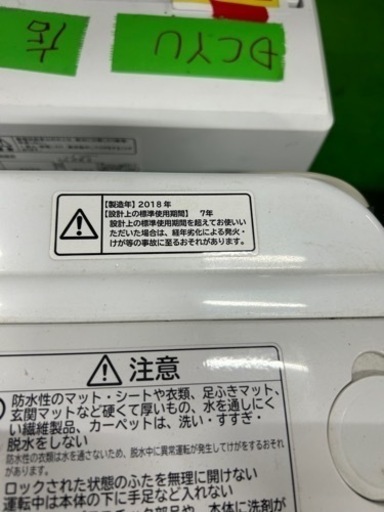 DCYU
【製造年】2018年
【設計上の標準使用期間】 7年
設計上の標準使用期間を超えてお使いい
ただいた場合は、経年劣化による発火・
けが等の事故に至るおそれがあります。
注意
防水性のマット・シートや衣類、足ふきマット、
玄関マットなど硬くて厚いもの、水を通しにく
い繊維製品、カーペットは、洗い・すすぎ・
脱水をしない
防水性の衣類は水を通さないため、脱水中に異常運転が発生してけがをするおそれ
ロックされた状態のふたを無理に開けない
運転中は本体の下に手足など入れない